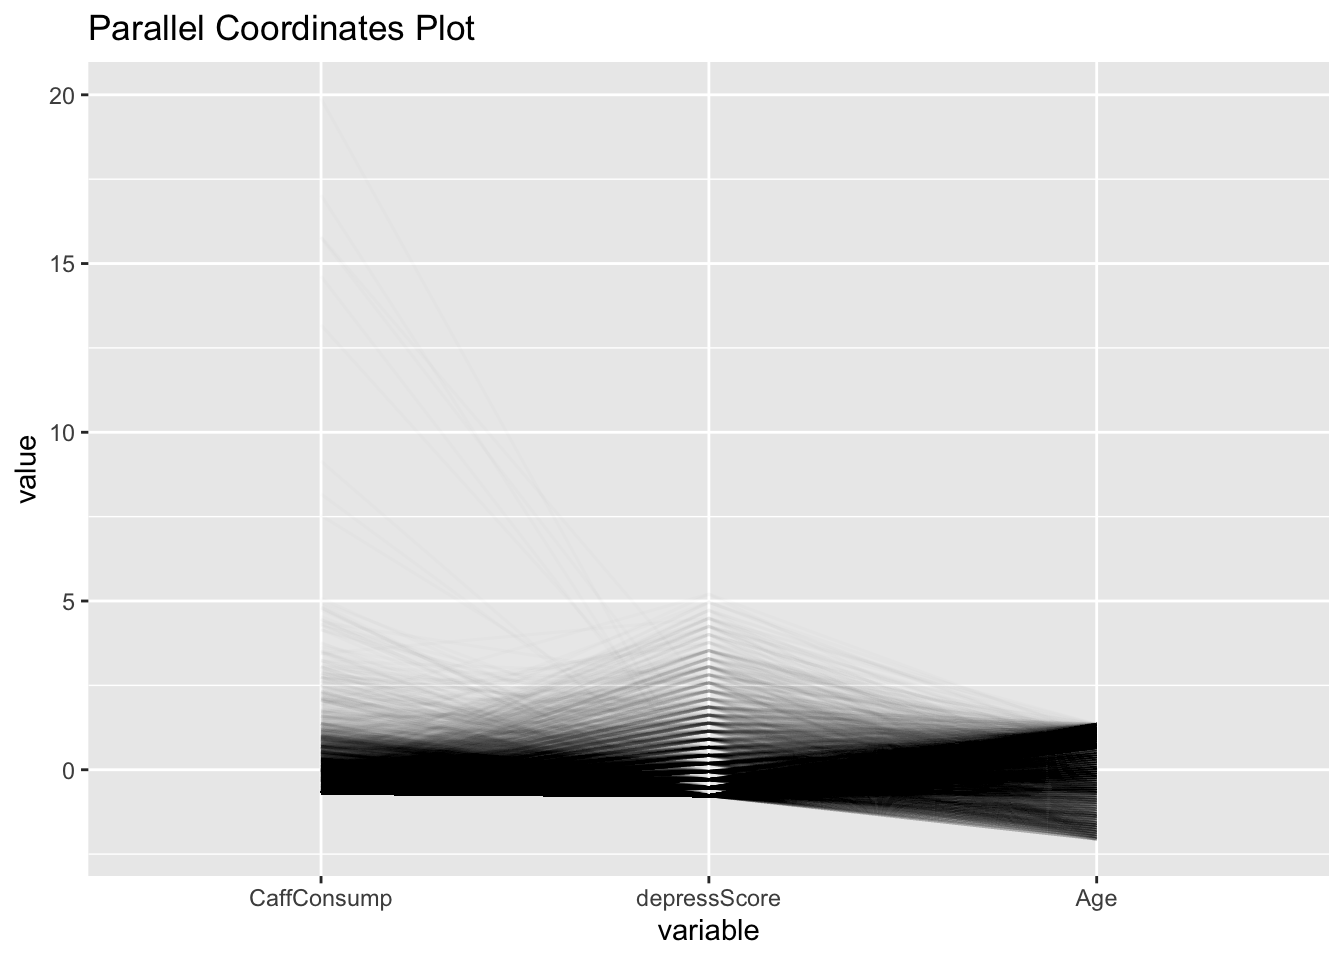 Parallel Coordinates Plot
20
15
10
5
0
value
CaffConsump depressScore Age
variable